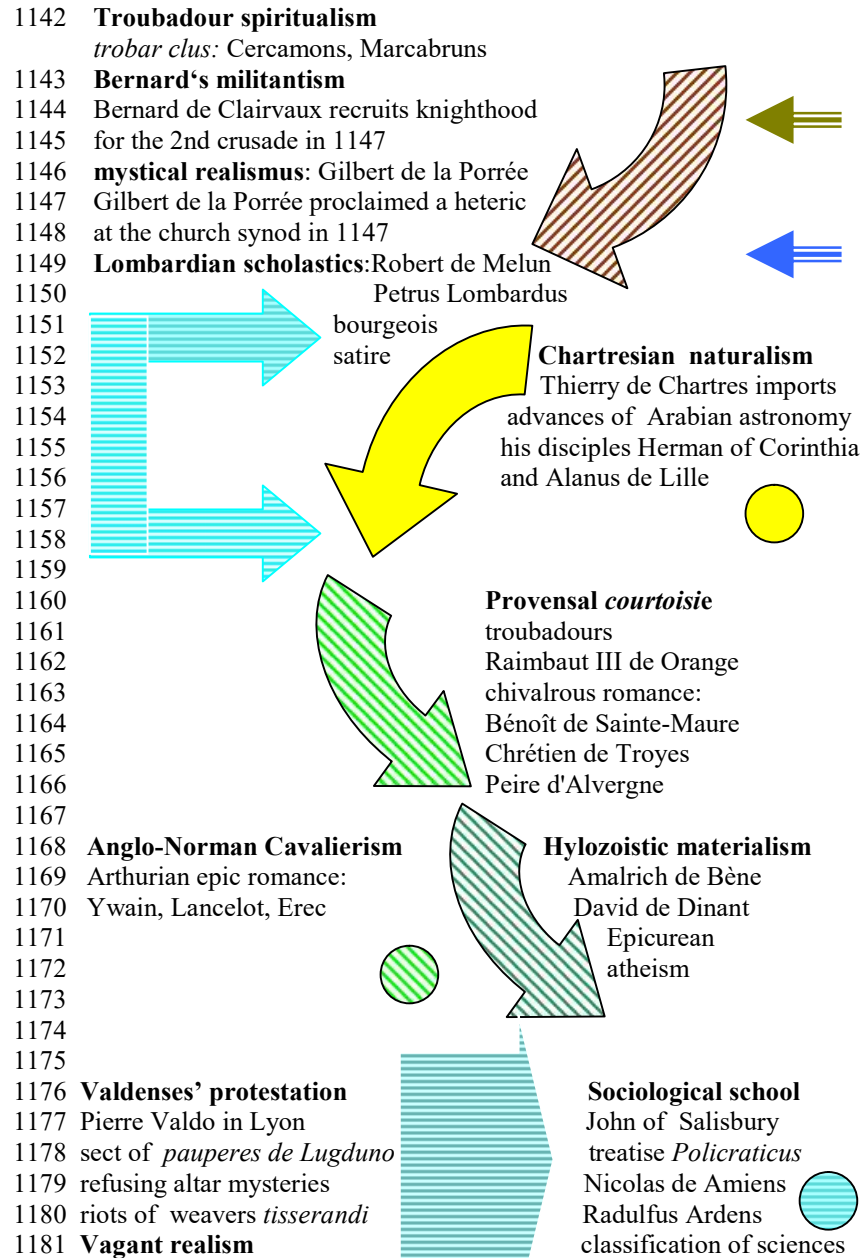 1142 Troubadour spiritualism
trobar clus: Cercamons, Marcabruns
1143 Bernard‘s militantism
1144 Bernard de Clairvaux recruits knighthood
1145 for the 2nd crusade in 1147
1146 mystical realismus: Gilbert de la Porrée
1147 Gilbert de la Porrée proclaimed a heteric
1148 at the church synod in 1147
1149 Lombardian scholastics:Robert de Melun
1150 Petrus Lombardus
1151 bourgeois
1152 satire Chartresian naturalism
1153 Thierry de Chartres imports
1154 advances of Arabian astronomy
1155 his disciples Herman of Corinthia
1156 and Alanus de Lille
1157
1158
1159
1160 Provensal courtoisie
1161 troubadours
1162 Raimbaut III de Orange
1163 chivalrous romance:
1164 Bénoît de Sainte-Maure
1165 Chrétien de Troyes
1166 Peire d'Alvergne
1167
1168 Anglo-Norman Cavalierism Hylozoistic materialism
1169 Arthurian epic romance: Amalrich de Bène
1170 Ywain, Lancelot, Erec David de Dinant
1171 Epicurean
1172 atheism
1173
1174
1175
1176 Valdenses’ protestation Sociological school
1177 Pierre Valdo in Lyon John of Salisbury
1178 sect of pauperes de Lugduno treatise Policraticus
1179 refusing altar mysteries Nicolas de Amiens
1180 riots of weavers tisserandi Radulfus Ardens
1181 Vagant realism classification of sciences